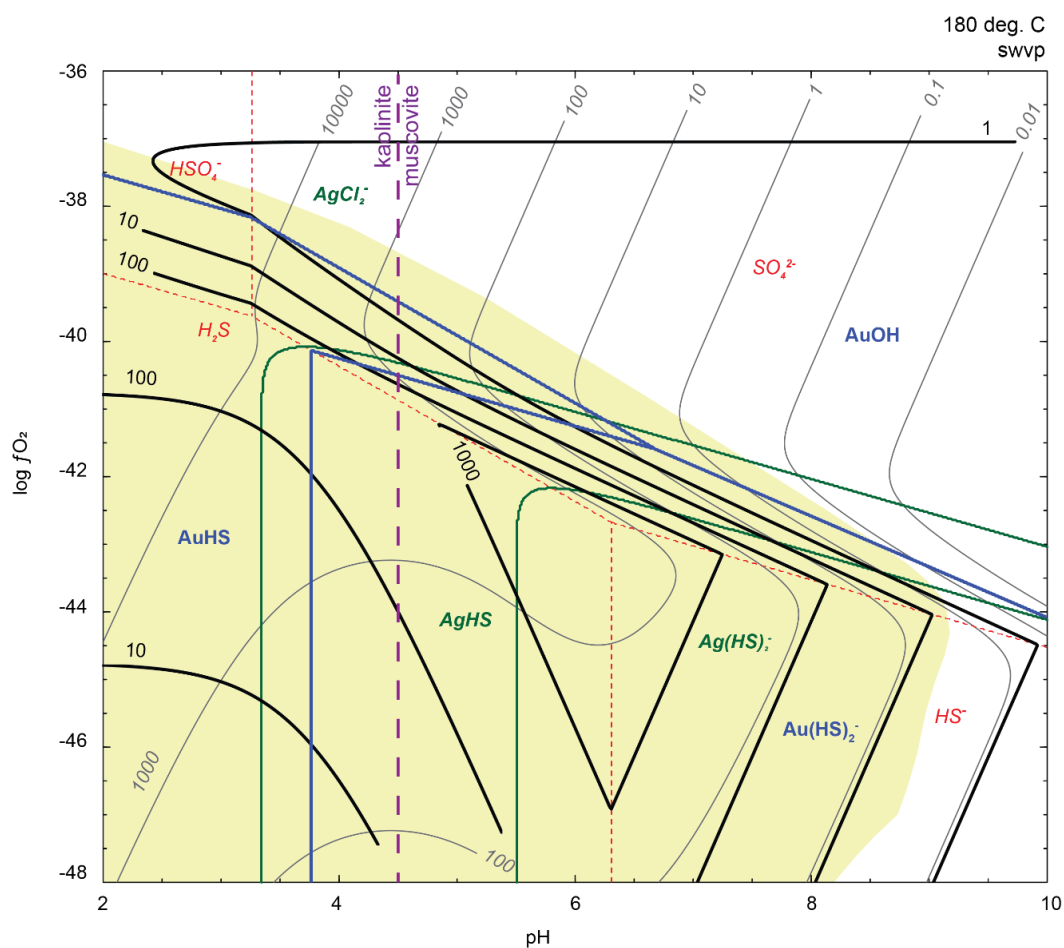 180 deg. C
swvp
-36
10000
1000
100
10
1
0.1
0.01
kaolinite
muscovite
1
HSO₄⁻
AgCl₂⁻
-38
10
SO₄²⁻
100
H₂S
AuOH
-40
100
log ƒO₂
-42
1000
AuHS
-44
AgHS
Ag(HS)₂⁻
10
Au(HS)₂⁻
HS⁻
-46
1000
100
-48
2
4
6
8
10
pH